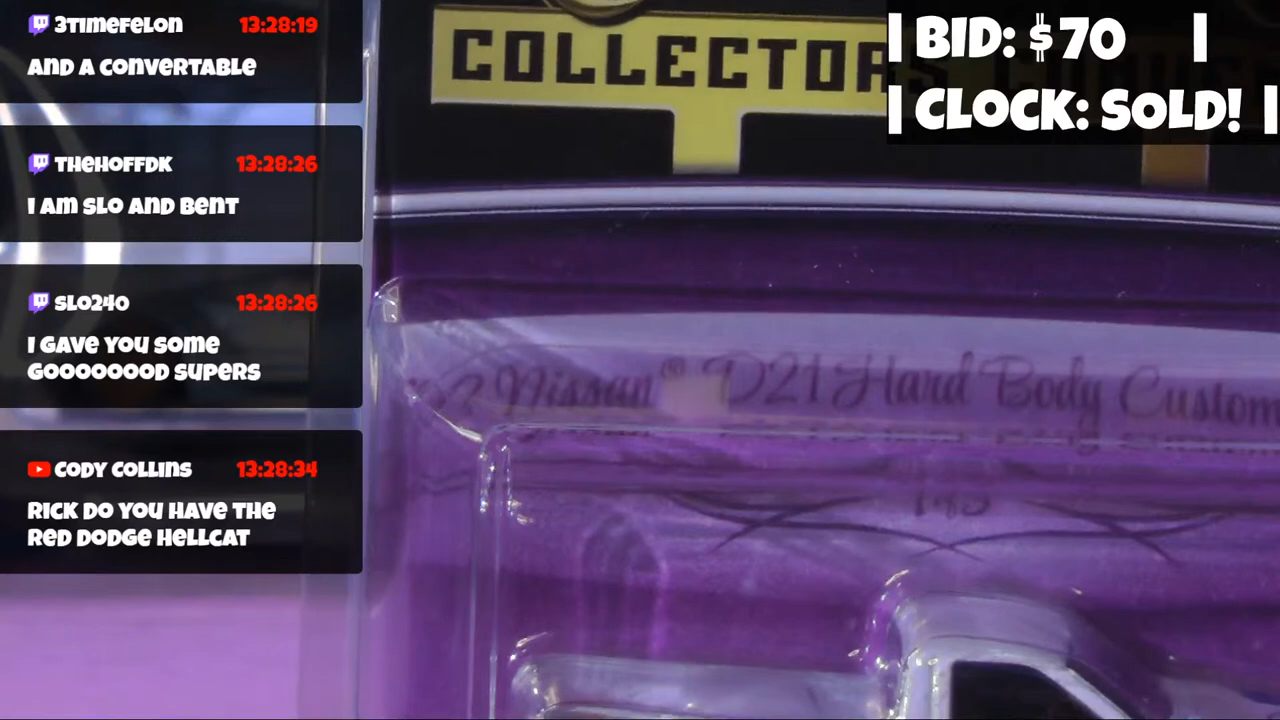 3TIMEFELON 13:28:19
AND A CONVERTABLE
THEHOFFDK 13:28:26
I AM SLO AND BENT
SLO240 13:28:26
I GAVE YOU SOME
GOOOOOOOD SUPERS
CODY COLLINS 13:28:34
RICK DO YOU HAVE THE
RED DODGE HELLCAT
| BID: $70 |
| CLOCK: SOLD! |
COLLECTOR
Nissan® D21 Hard Body Custom